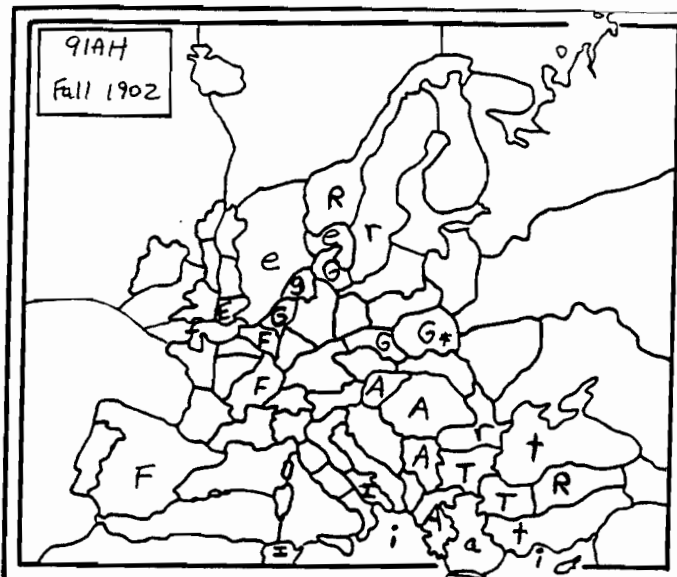 91AH
Fall 1902
R
e r
e
g G
E G
f F G G*
F A A
r t
F A T T R
I A t
I i a i